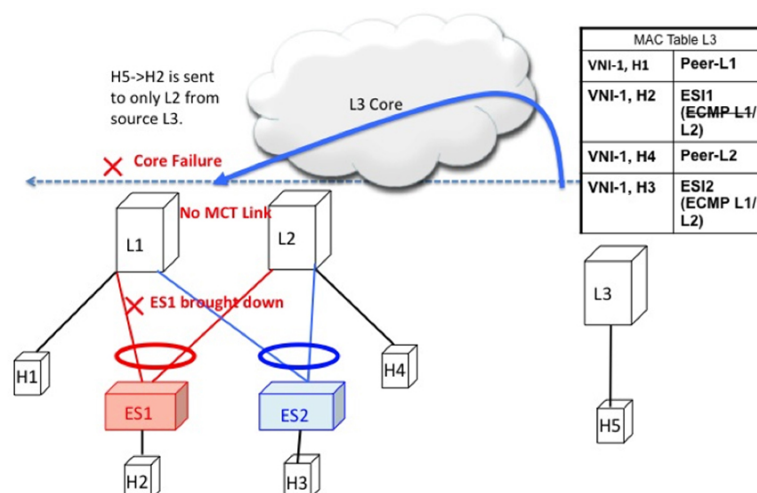 H5->H2 is sent
to only L2 from
source L3.
L3 Core
MAC Table L3
VNI-1, H1 Peer-L1
VNI-1, H2 ESI1
(ECMP L1/
L2)
VNI-1, H4 Peer-L2
VNI-1, H3 ESI2
(ECMP L1/
L2)
Core Failure
No MCT Link
L1
L2
L3
ES1 brought down
H1
H4
ES1
ES2
H5
H2
H3